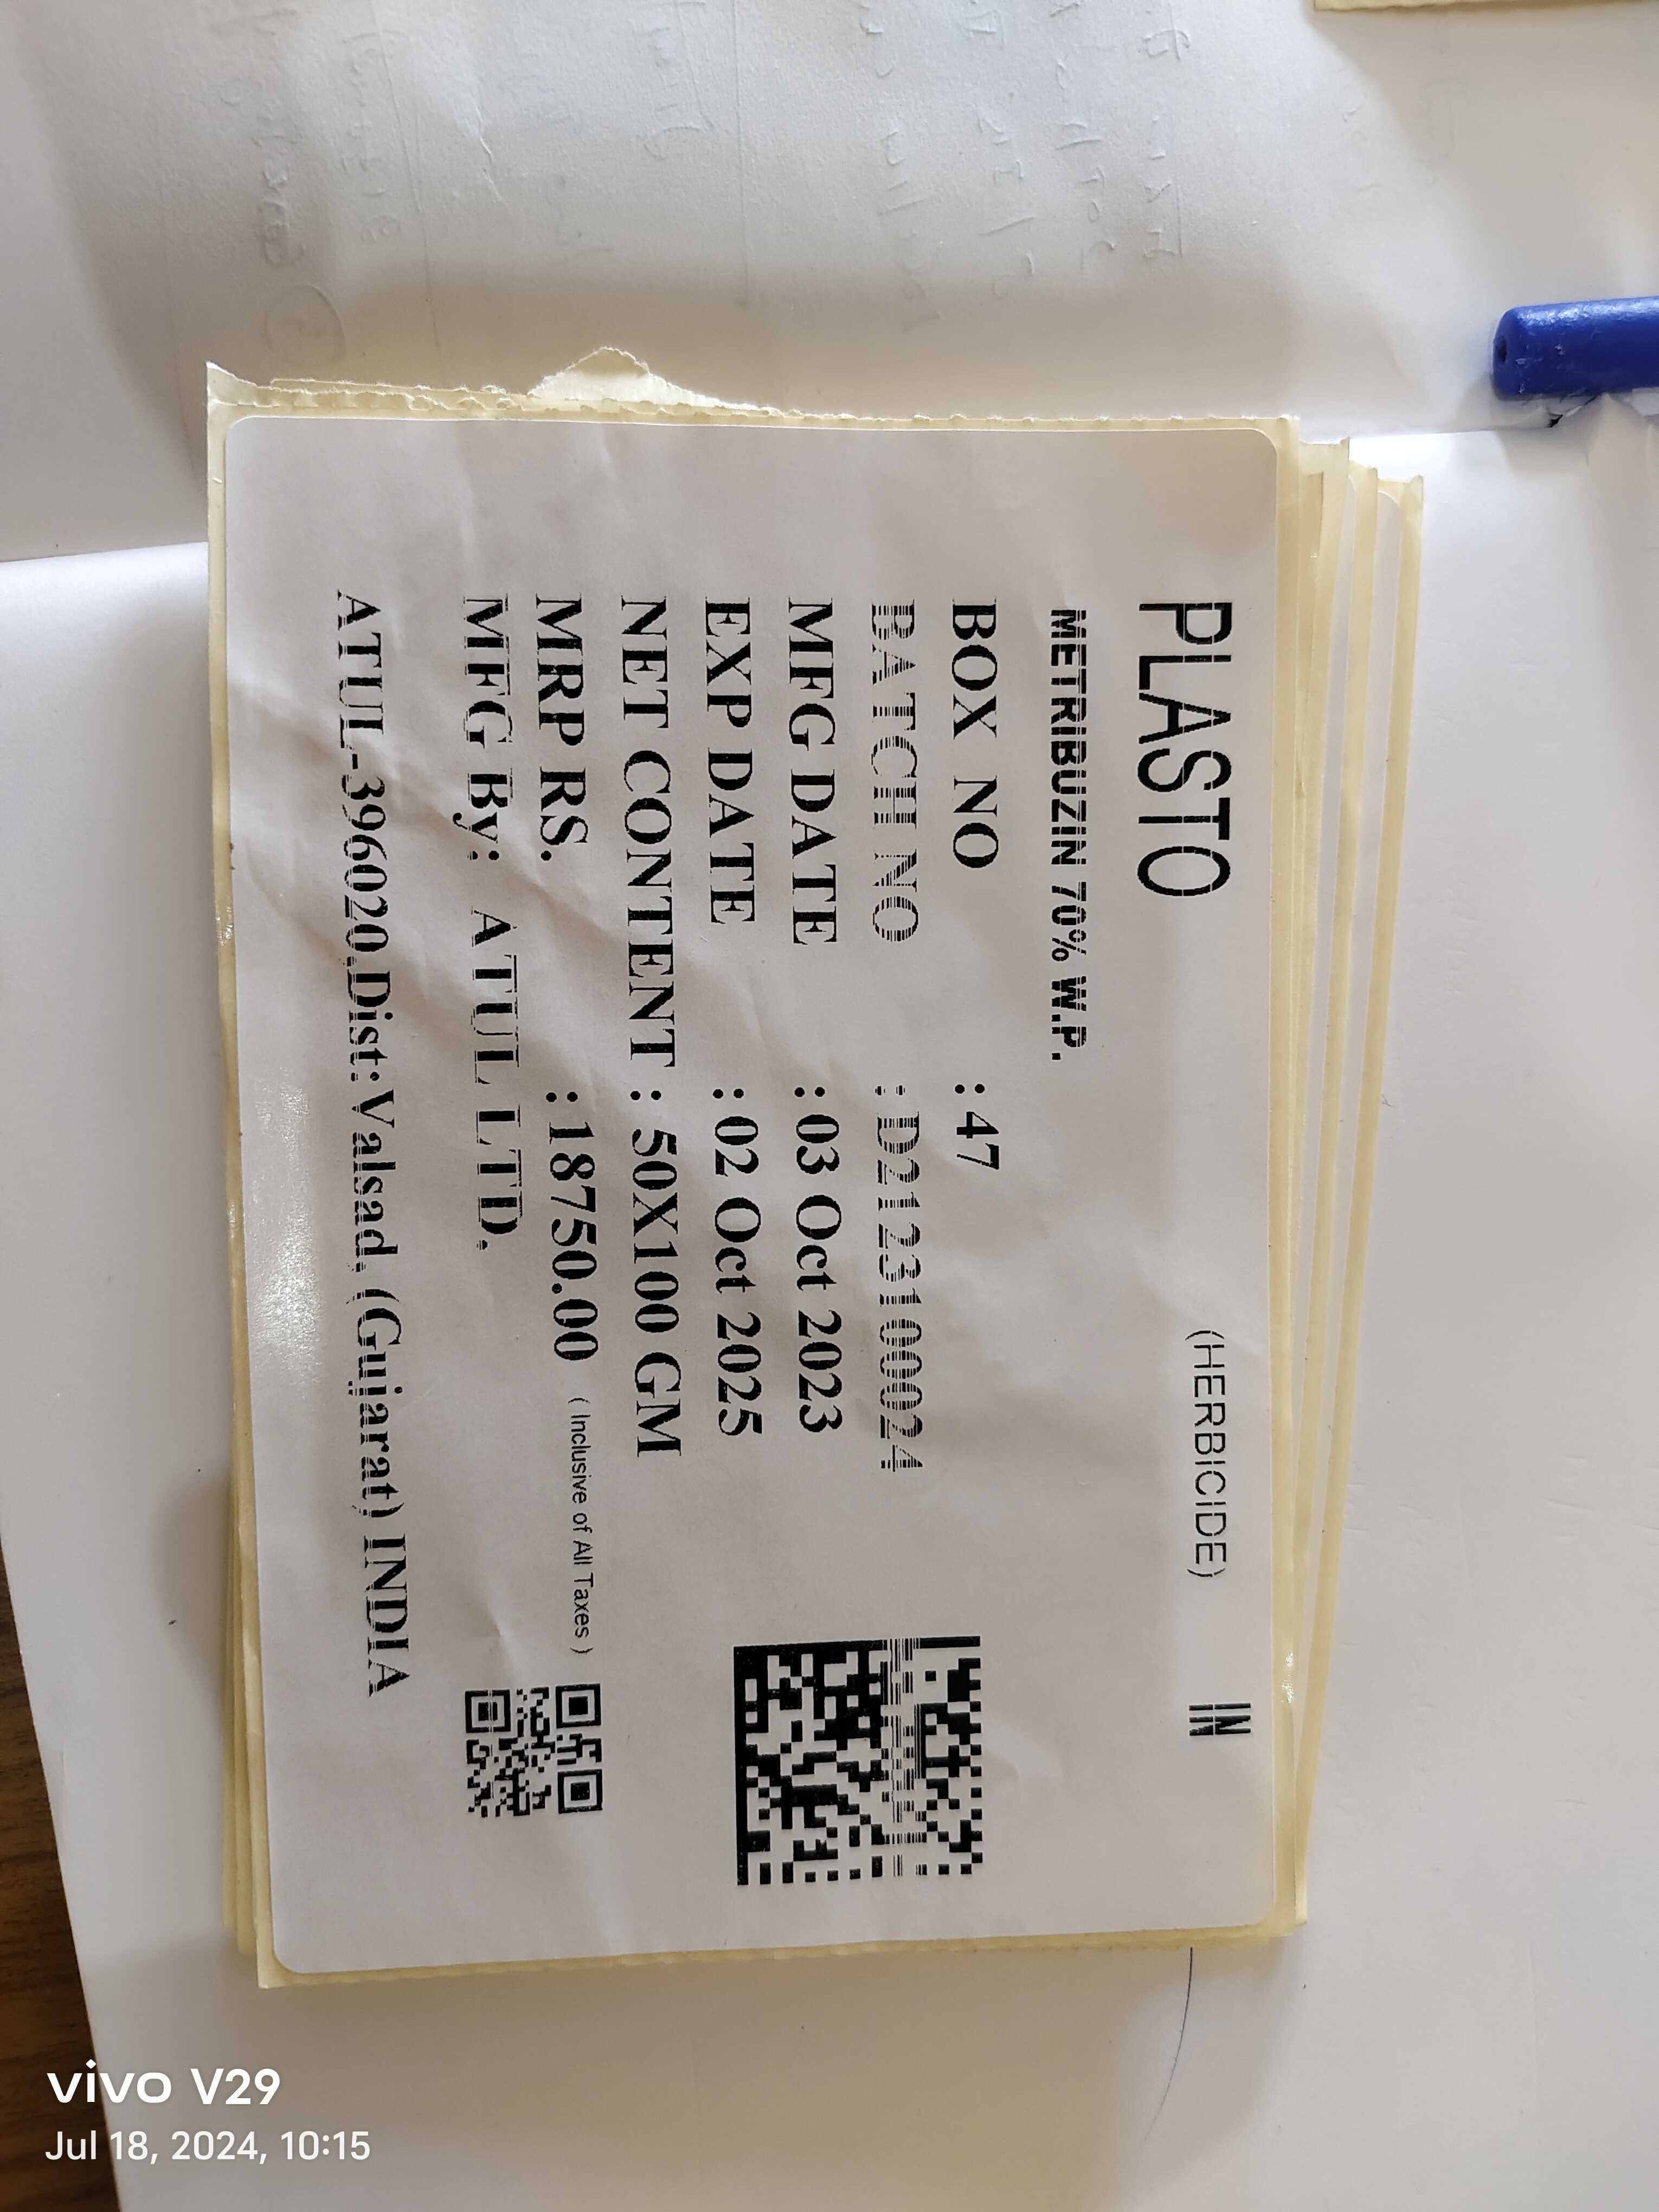 PLASTO (HERBICIDE) IN
METRIBUZIN 70% W.P.
BOX NO : 47
BATCH NO : D2123100024
MFG DATE : 03 Oct 2023
EXP DATE : 02 Oct 2025
NET CONTENT : 50X100 GM
MRP RS. : 18750.00 ( Inclusive of All Taxes )
MFG By: ATUL LTD.
ATUL-396020,Dist:Valsad, (Gujarat) INDIA
vivo V29
Jul 18, 2024, 10:15